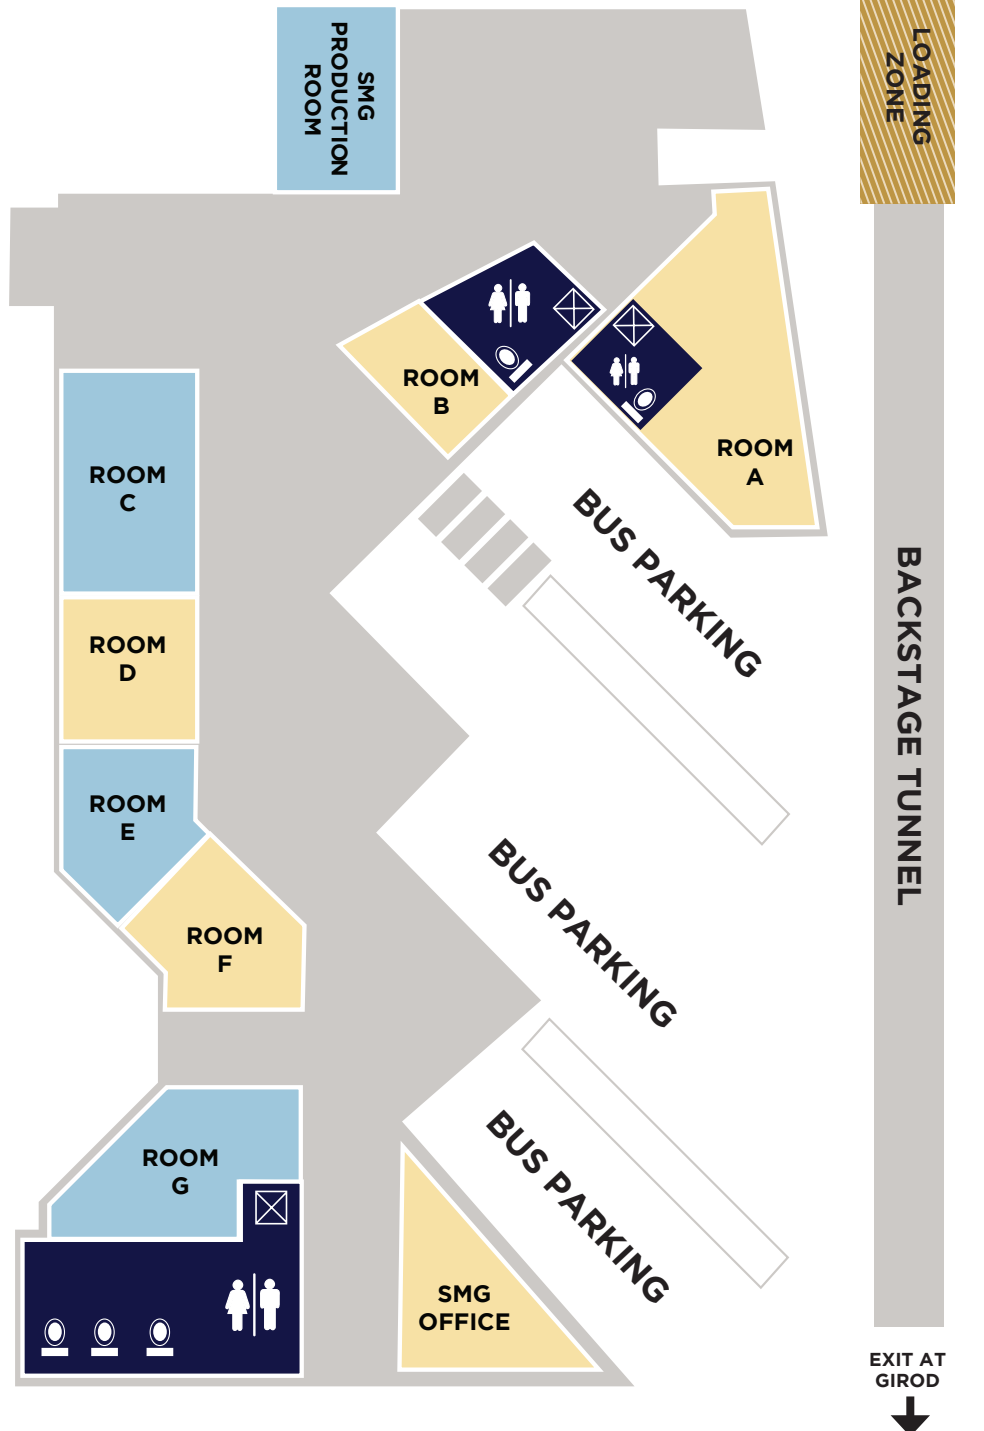 SMG
PRODUCTION
ROOM
LOADING
ZONE
ROOM
B
ROOM
A
ROOM
C
BUS PARKING
ROOM
D
BACKSTAGE TUNNEL
ROOM
E
ROOM
F
BUS PARKING
ROOM
G
BUS PARKING
SMG
OFFICE
EXIT AT
GIROD